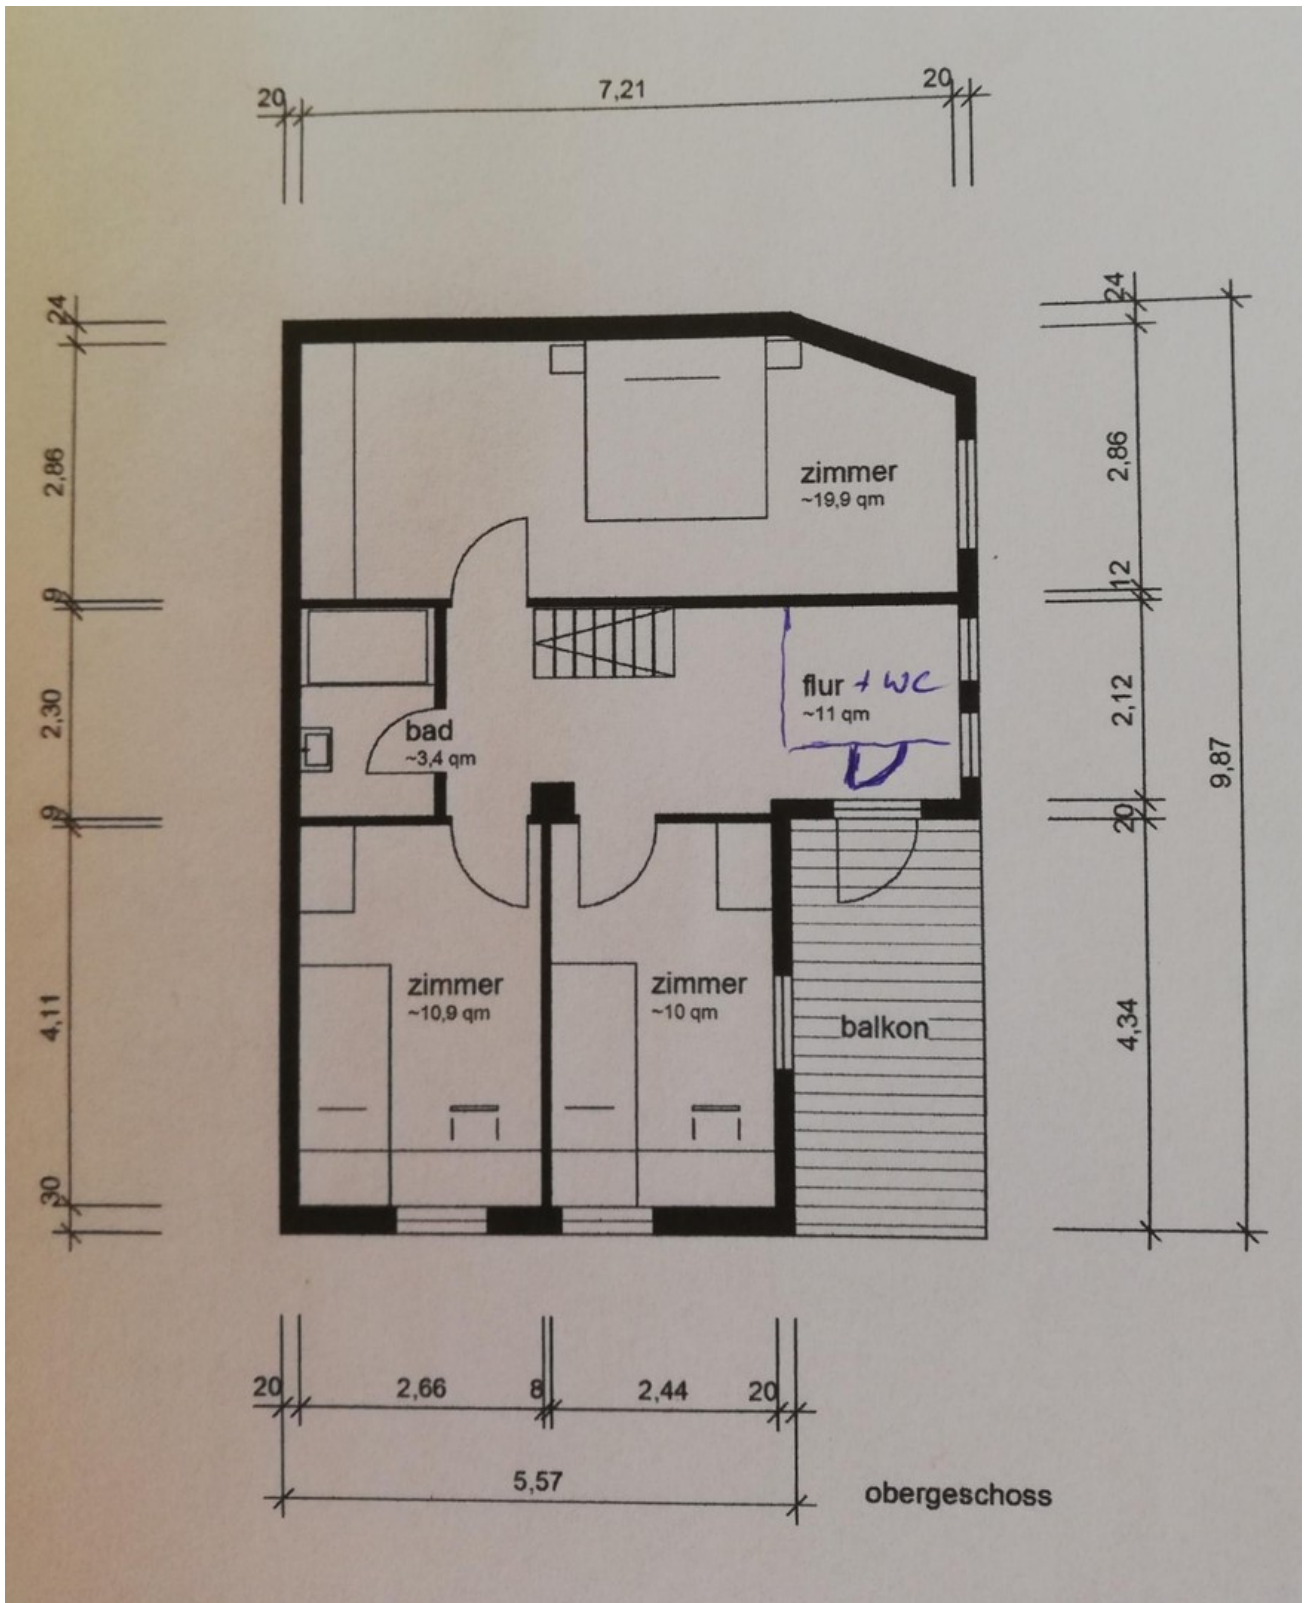 20 7,21 20
24
2,86
9
2,30
9
4,11
30
24
2,86
12
2,12
20
4,34
9,87
zimmer
~19,9 qm
flur + WC
~11 qm
bad
~3,4 qm
zimmer
~10,9 qm
zimmer
~10 qm
balkon
20 2,66 8 2,44 20
5,57
obergeschoss